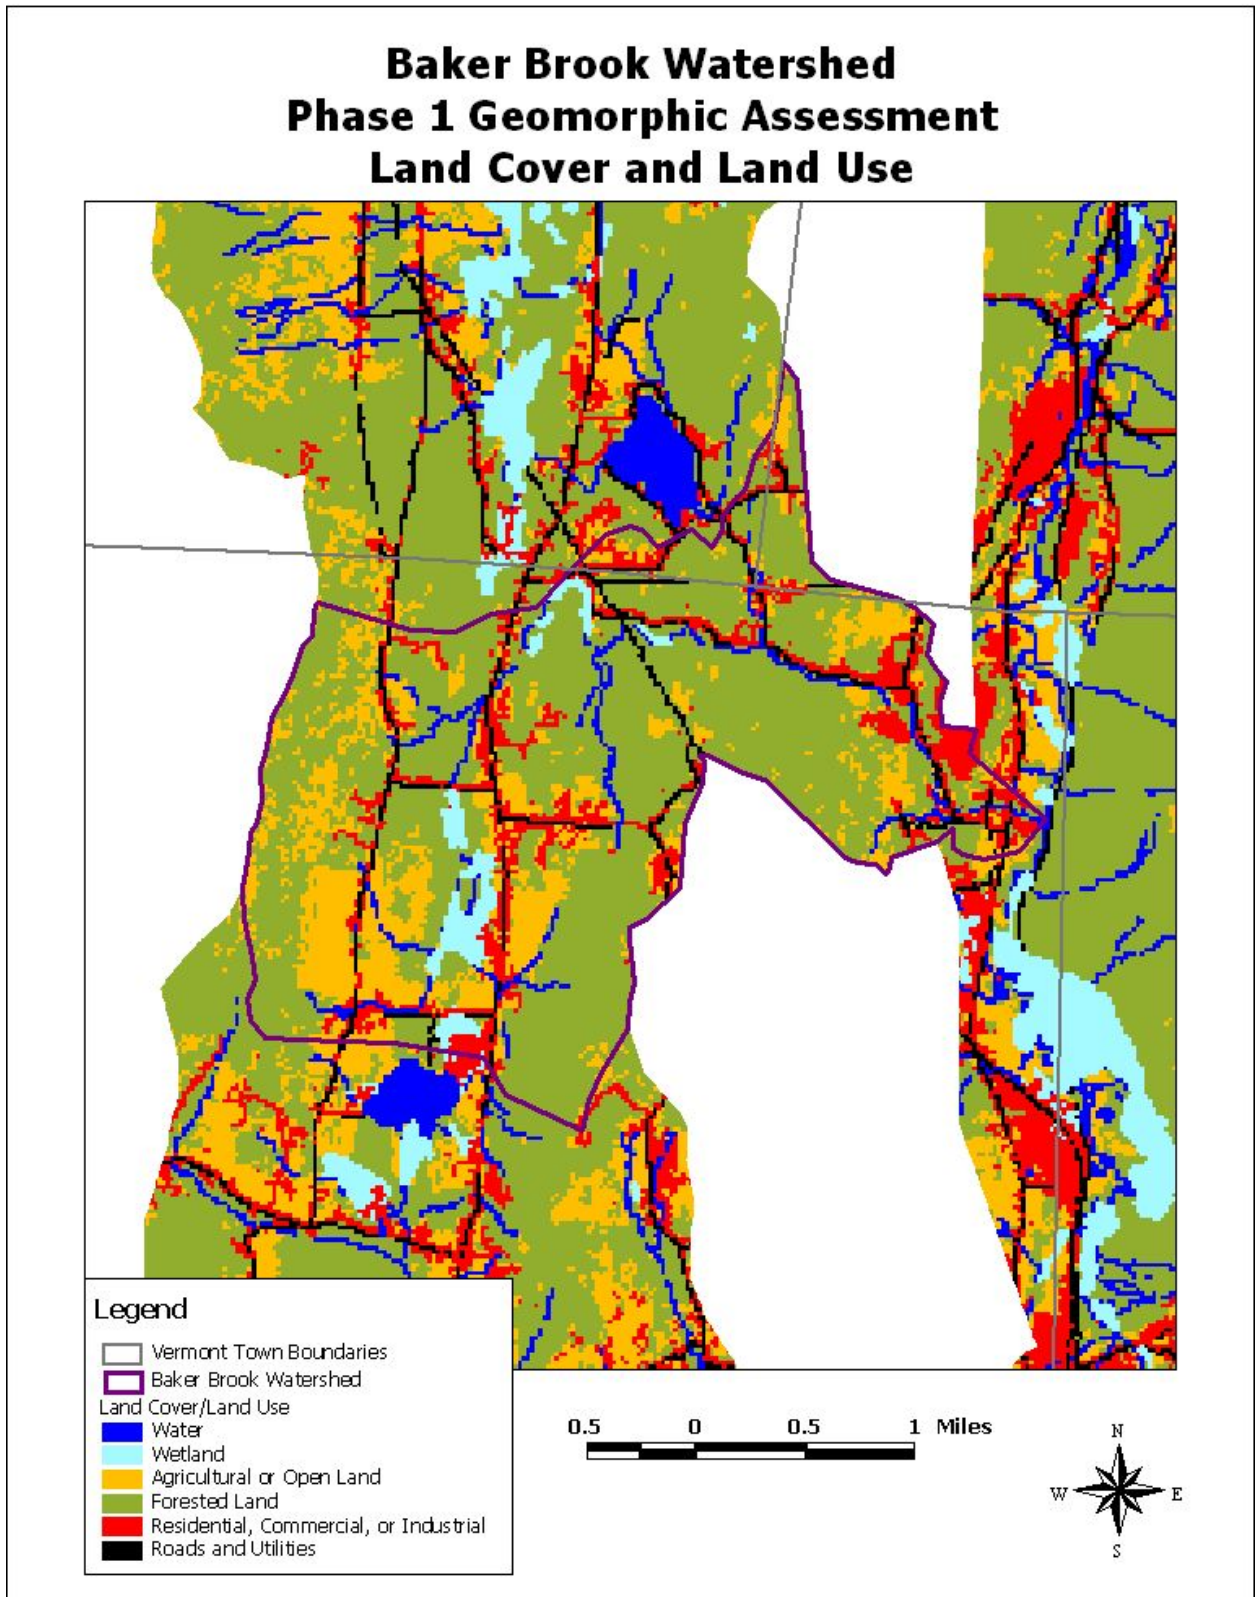 Baker Brook Watershed
Phase 1 Geomorphic Assessment
Land Cover and Land Use
Legend
Vermont Town Boundaries
Baker Brook Watershed
Land Cover/Land Use
Water
Wetland
Agricultural or Open Land
Forested Land
Residential, Commercial, or Industrial
Roads and Utilities
0.5 0 0.5 1 Miles
N
W E
S